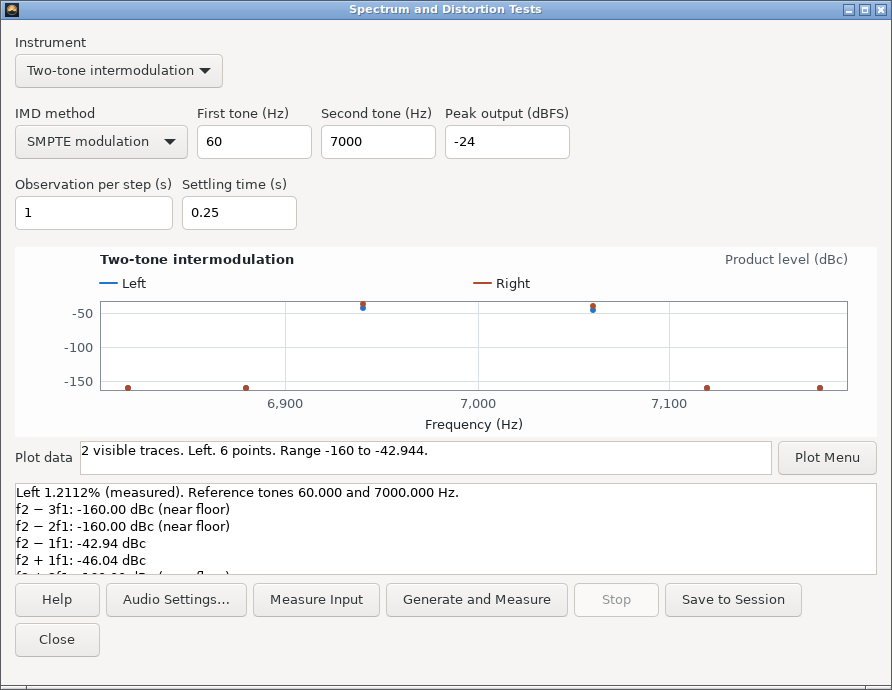 Spectrum and Distortion Tests
Instrument
Two-tone intermodulation
IMD method
First tone (Hz)
Second tone (Hz)
Peak output (dBFS)
SMPTE modulation
60
7000
-24
Observation per step (s)
Settling time (s)
1
0.25
Two-tone intermodulation
Product level (dBc)
Left
Right
-50
-100
-150
6,900
7,000
7,100
Frequency (Hz)
Plot data
2 visible traces. Left. 6 points. Range -160 to -42.944.
Plot Menu
Left 1.2112% (measured). Reference tones 60.000 and 7000.000 Hz.
f2 − 3f1: -160.00 dBc (near floor)
f2 − 2f1: -160.00 dBc (near floor)
f2 − 1f1: -42.94 dBc
f2 + 1f1: -46.04 dBc
Help
Audio Settings...
Measure Input
Generate and Measure
Stop
Save to Session
Close